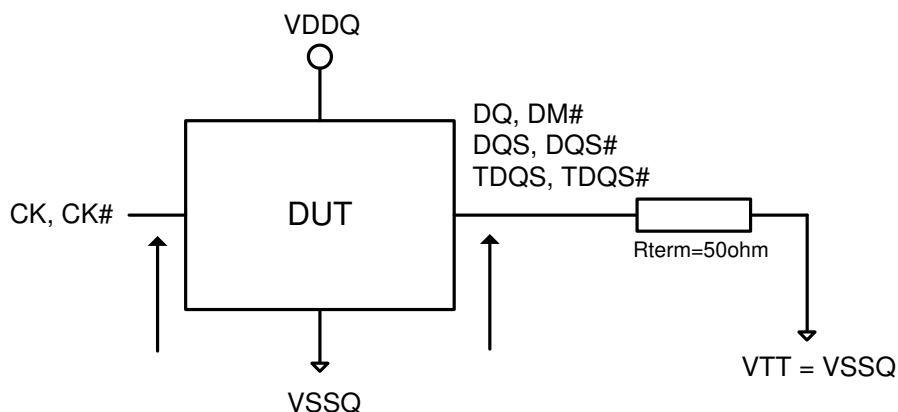 VDDQ
DQ, DM#
DQS, DQS#
TDQS, TDQS#
CK, CK#
DUT
Rterm=50ohm
VTT = VSSQ
VSSQ